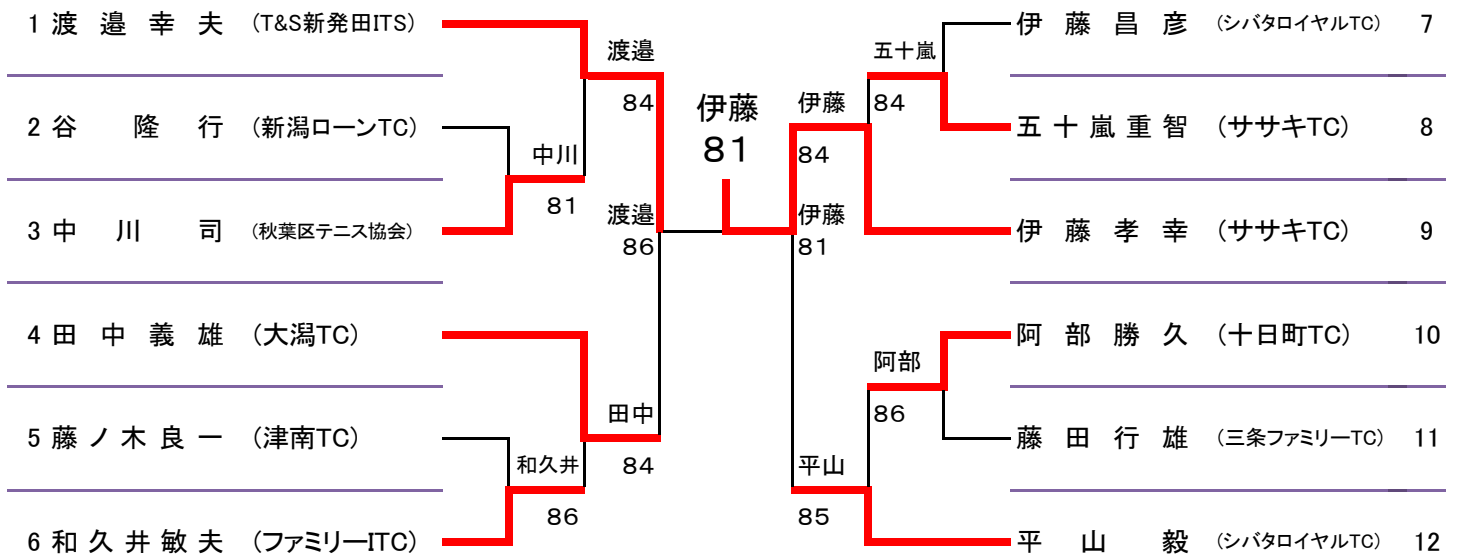 1 渡邉幸夫 (T&S新発田ITS)
渡邉
84
2 谷隆行 (新潟ローンTC)
中川
81
3 中川司 (秋葉区テニス協会)
渡邉
86
4 田中義雄 (大潟TC)
田中
84
5 藤ノ木良一 (津南TC)
和久井
86
6 和久井敏夫 (ファミリーITC)
伊藤
81
伊藤昌彦 (シバタロイヤルTC) 7
五十嵐
84
五十嵐重智 (ササキTC) 8
伊藤
84
伊藤孝幸 (ササキTC) 9
伊藤
81
阿部勝久 (十日町TC) 10
阿部
86
藤田行雄 (三条ファミリーTC) 11
平山
85
平山毅 (シバタロイヤルTC) 12